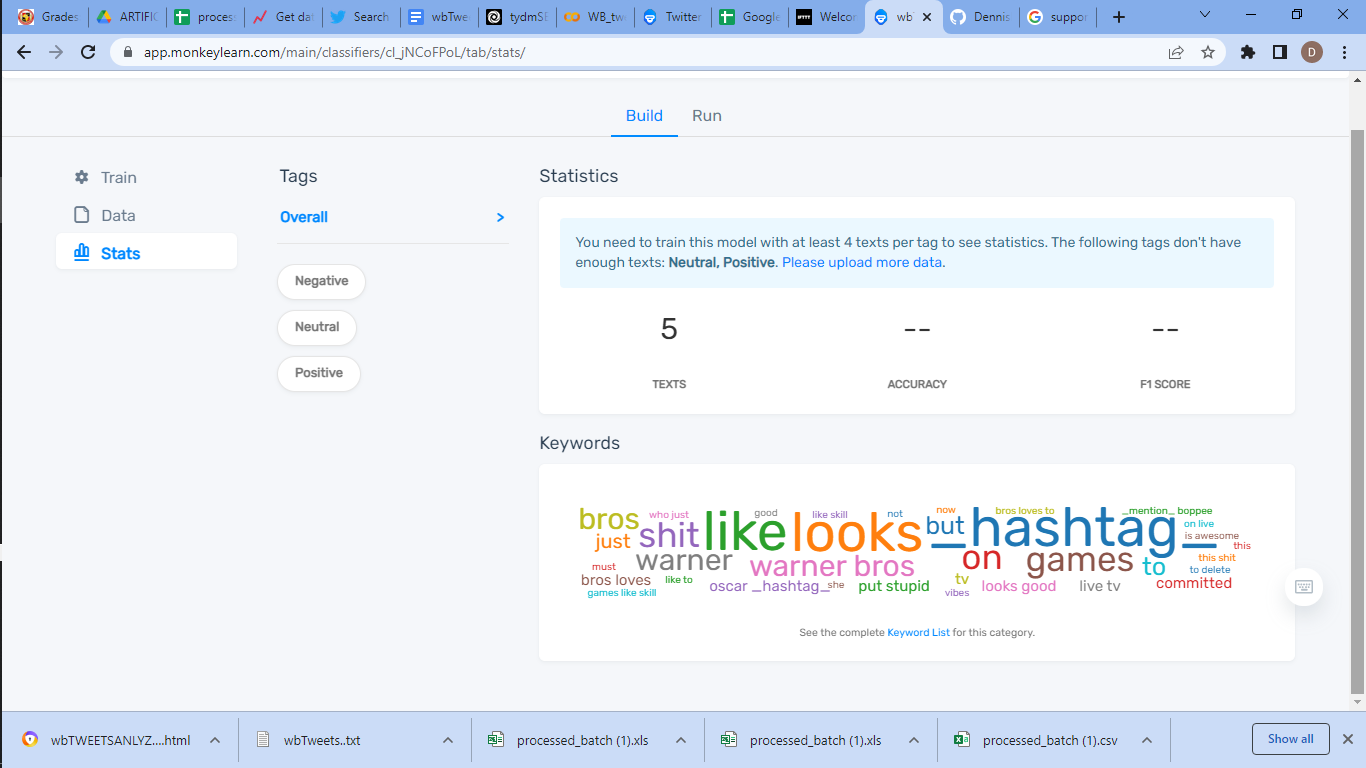 Grades
ARTIFIC
proces
Get da
Search
wbTwe
tydmSE
WB_tw
Twitter
Google
Welcon
wb
Dennis
suppor
app.monkeylearn.com/main/classifiers/cl_jNCoFPoL/tab/stats/
D
Build Run
Train
Data
Stats
Tags
Overall
Negative
Neutral
Positive
Statistics
You need to train this model with at least 4 texts per tag to see statistics. The following tags don't have
enough texts: Neutral, Positive. Please upload more data.
5 -- --
TEXTS ACCURACY F1 SCORE
Keywords
bros who just shit like good looks like skill not but now _hashtag_ bros loves to _mention_ boppee
just on live
is awesome
this
warner warner bros on games to this shit
must to delete
bros loves like to oscar _hashtag_ she put stupid tv looks good live tv committed
games like skill vibes
See the complete Keyword List for this category.
wbTWEETSANLYZ....html
wbTweets..txt
processed_batch (1).xls
processed_batch (1).xls
processed_batch (1).csv
Show all